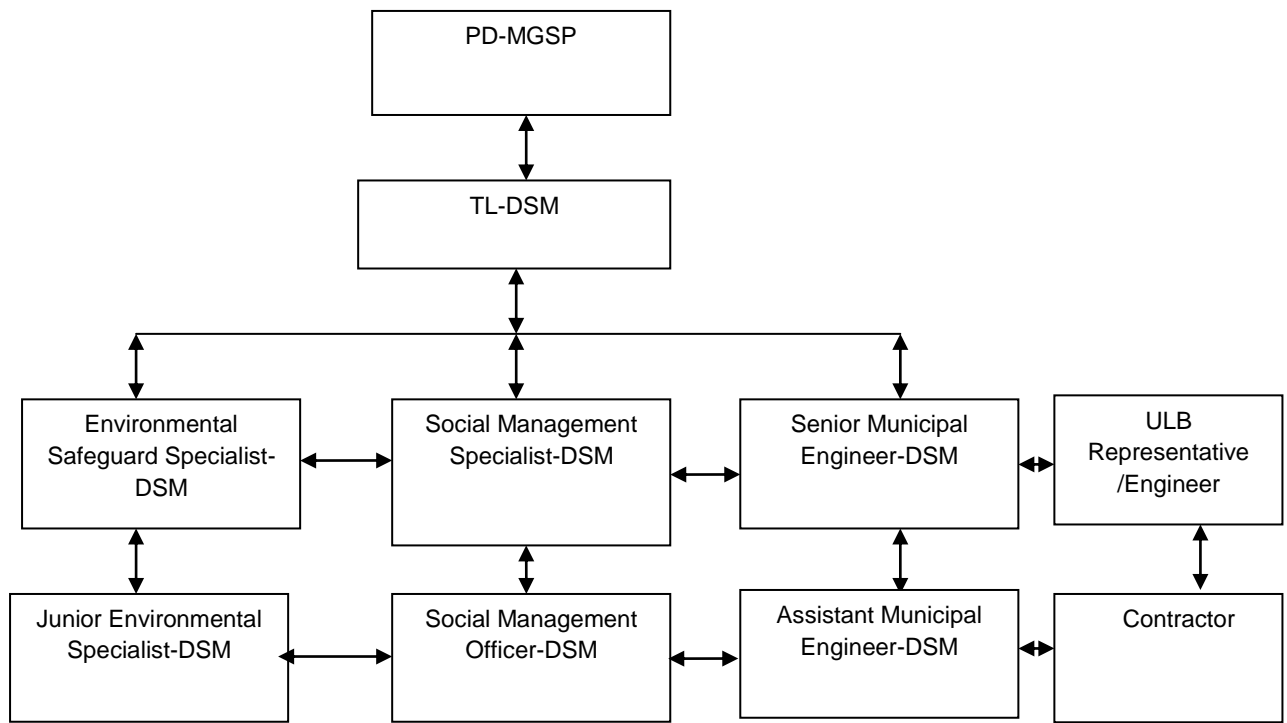 PD-MGSP
TL-DSM
Environmental
Safeguard Specialist-
DSM
Social Management
Specialist-DSM
Senior Municipal
Engineer-DSM
ULB
Representative
/Engineer
Junior Environmental
Specialist-DSM
Social Management
Officer-DSM
Assistant Municipal
Engineer-DSM
Contractor